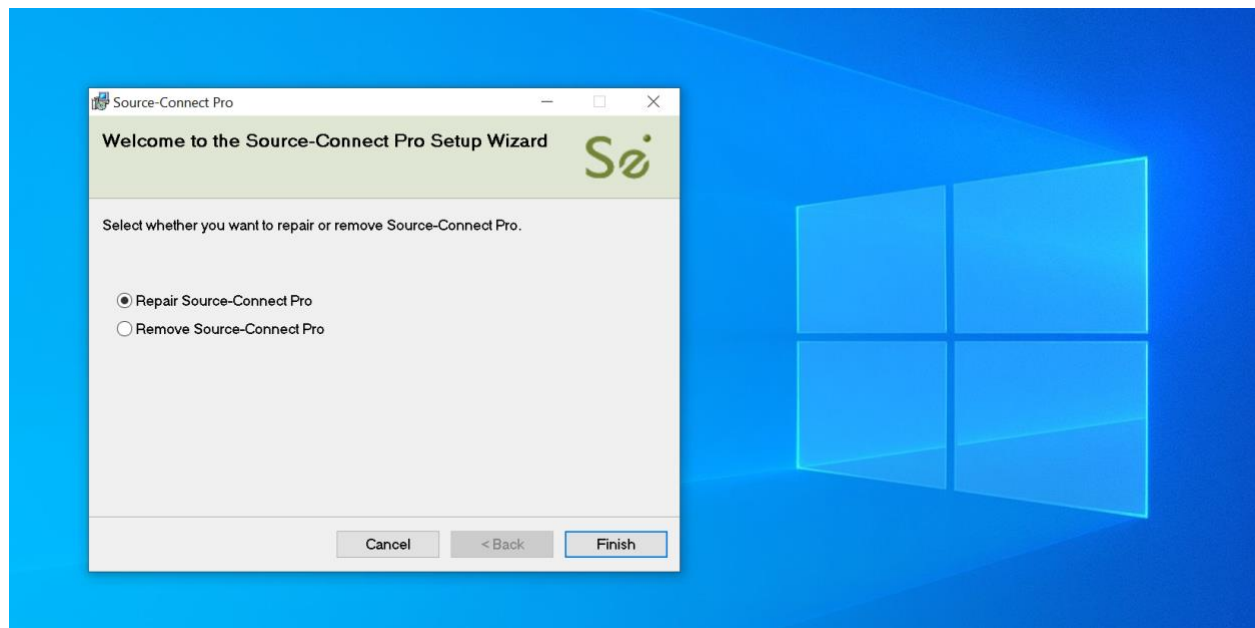 Source-Connect Pro
Welcome to the Source-Connect Pro Setup Wizard
Select whether you want to repair or remove Source-Connect Pro.
Repair Source-Connect Pro
Remove Source-Connect Pro
Cancel
< Back
Finish